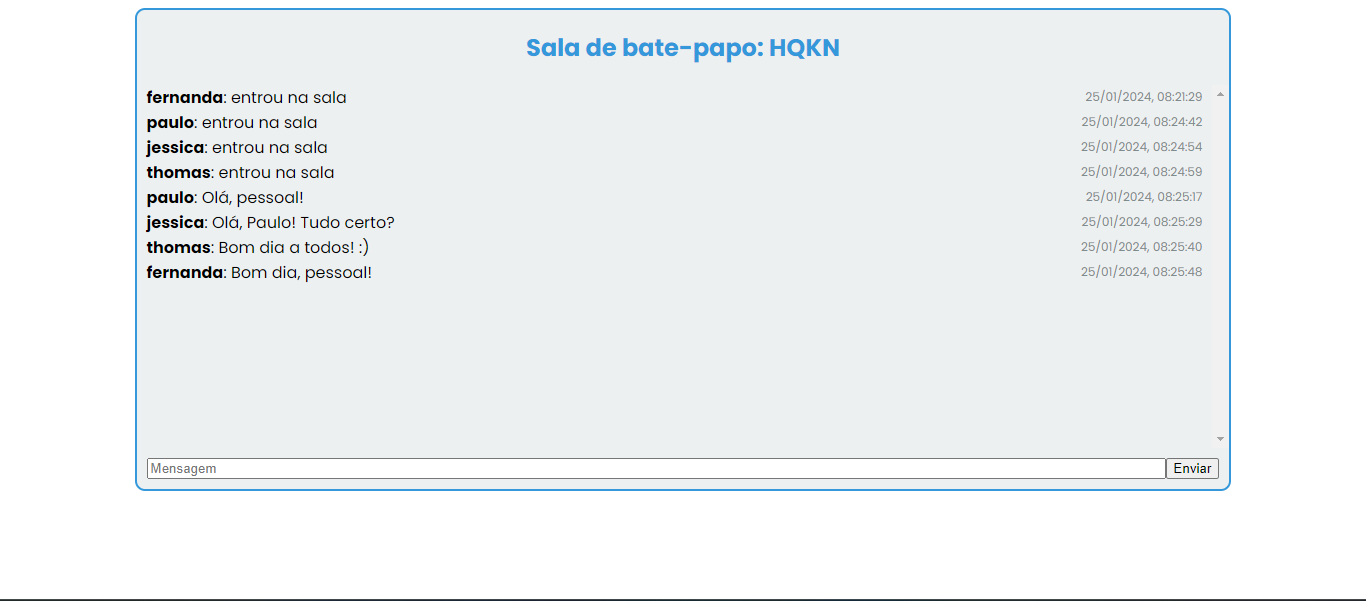 Sala de bate-papo: HQKN
fernanda: entrou na sala 25/01/2024, 08:21:29
paulo: entrou na sala 25/01/2024, 08:24:42
jessica: entrou na sala 25/01/2024, 08:24:54
thomas: entrou na sala 25/01/2024, 08:24:59
paulo: Olá, pessoal! 25/01/2024, 08:25:17
jessica: Olá, Paulo! Tudo certo? 25/01/2024, 08:25:29
thomas: Bom dia a todos! :) 25/01/2024, 08:25:40
fernanda: Bom dia, pessoal! 25/01/2024, 08:25:48
Mensagem Enviar